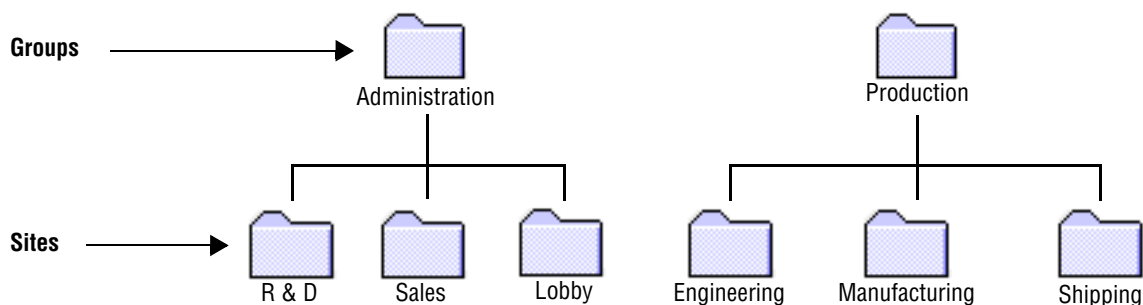 Groups
Administration
Production
Sites
R & D
Sales
Lobby
Engineering
Manufacturing
Shipping